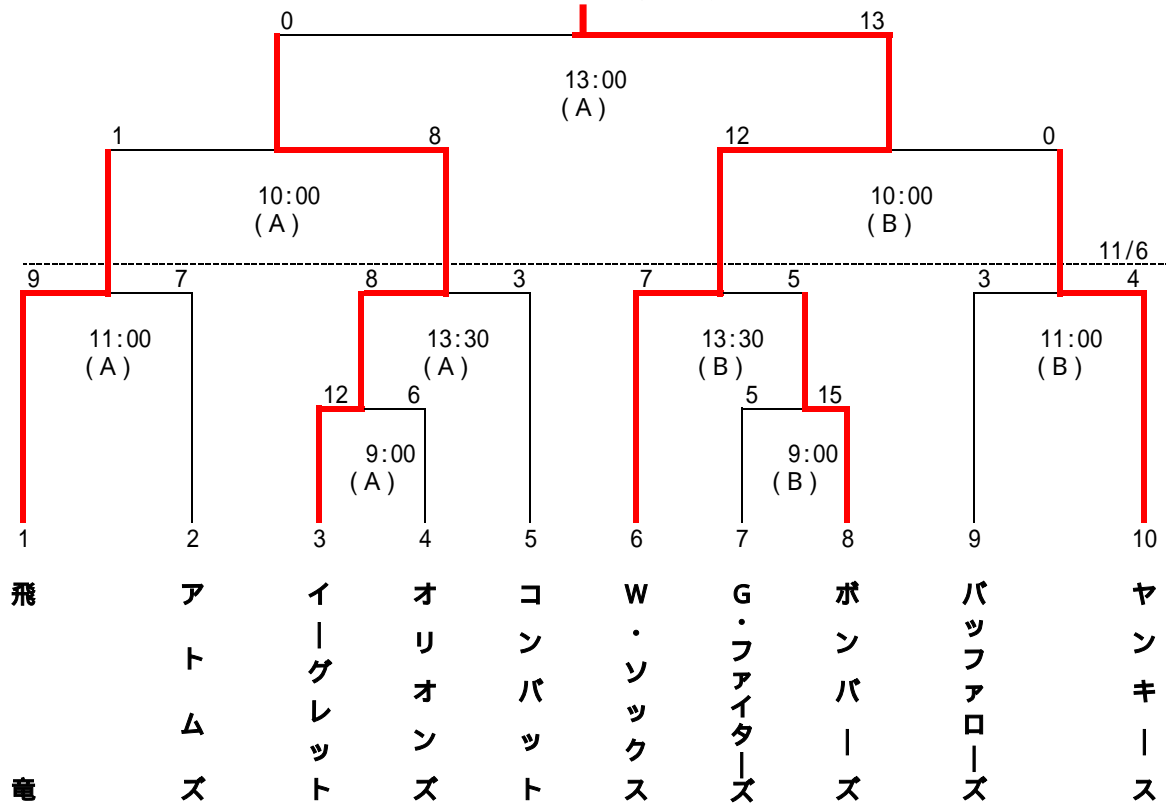 0 13
13:00
(A)
1 8 12 0
10:00 10:00
(A) (B)
11/6
9 7 8 3 7 5 3 4
11:00 13:30 13:30 11:00
(A) (A) (B) (B)
12 6 5 15
9:00 9:00
(A) (B)
1 2 3 4 5 6 7 8 9 10
飛竜
アトムズ
イーグレット
オリオンズ
コンバット
W・ソックス
G・ファイターズ
ボンバーズ
バッファローズ
ヤンキース